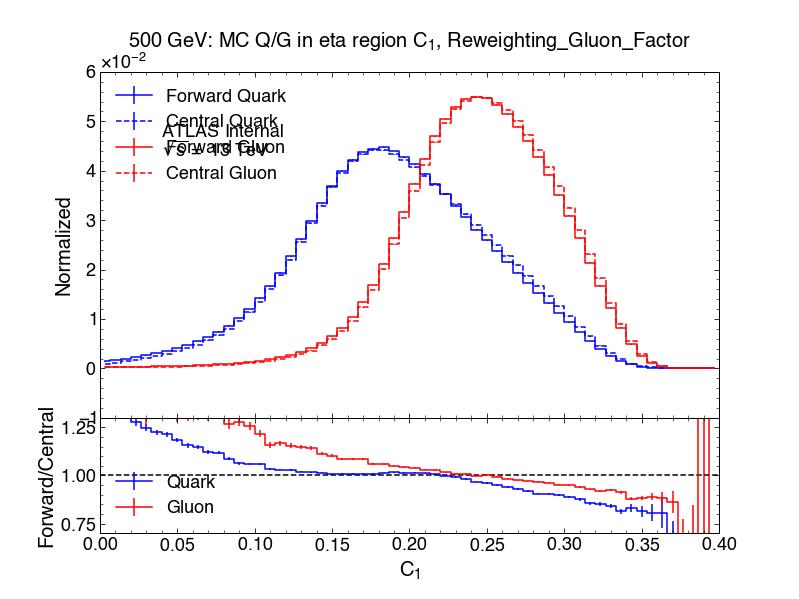 500 GeV: MC Q/G in eta region C₁, Reweighting_Gluon_Factor
×10⁻²
6
5
4
3
2
1
0
−1
Normalized
Forward Quark
Central Quark
ATLAS Internal
Forward Gluon
√s = 13 TeV
Central Gluon
Forward/Central
1.25
1.00
0.75
Quark
Gluon
0.00 0.05 0.10 0.15 0.20 0.25 0.30 0.35 0.40
C₁